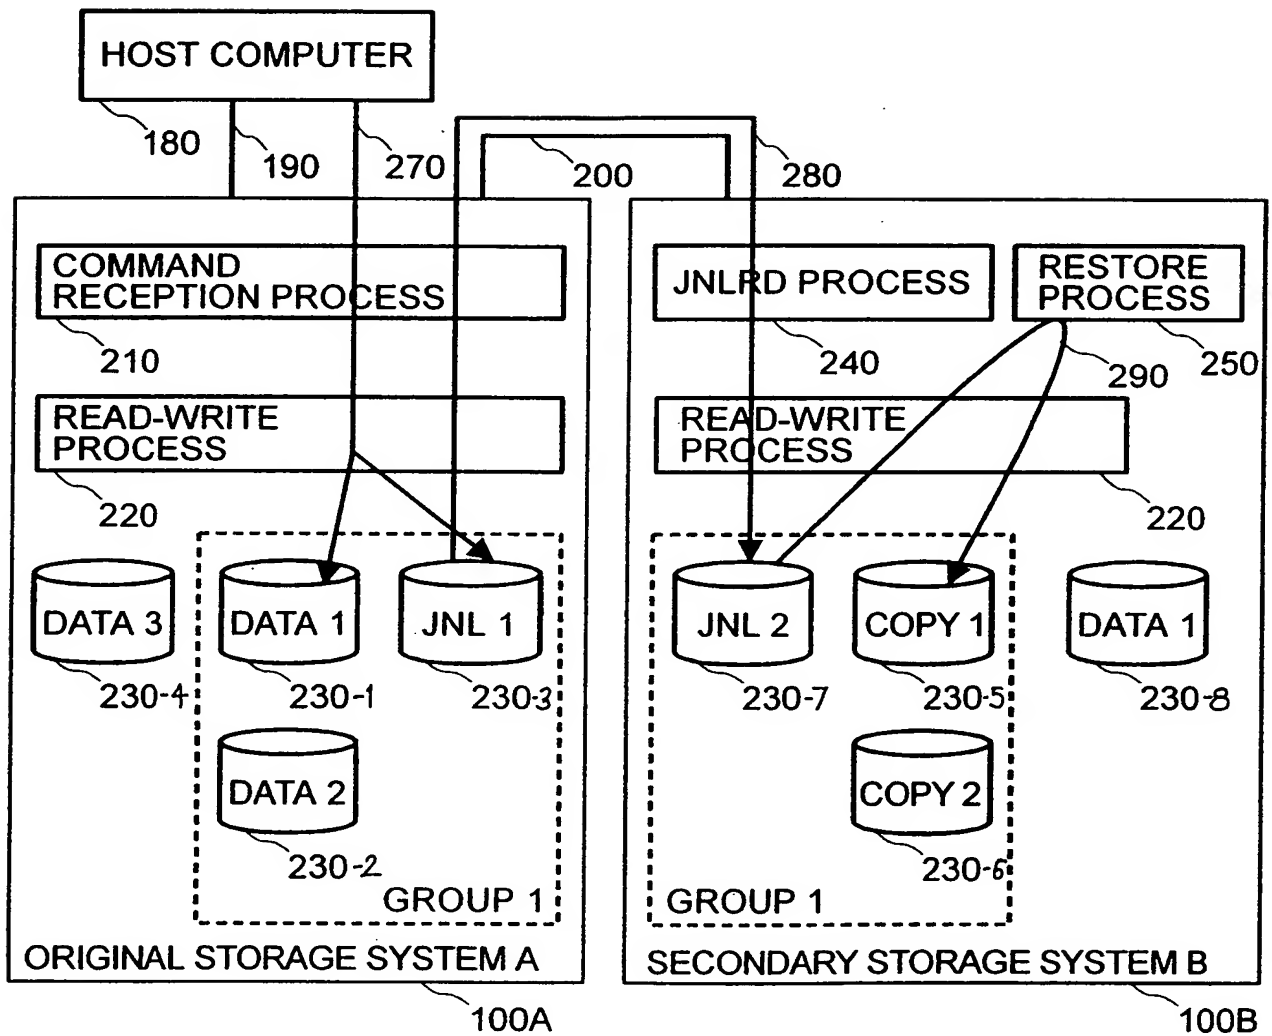 HOST COMPUTER
180
190
270
200
280
COMMAND
RECEPTION PROCESS
210
READ-WRITE
PROCESS
220
DATA 3
230-4
DATA 1
230-1
JNL 1
230-3
DATA 2
230-2
GROUP 1
ORIGINAL STORAGE SYSTEM A
100A
JNLRD PROCESS
240
RESTORE
PROCESS
250
290
READ-WRITE
PROCESS
220
JNL 2
230-7
COPY 1
230-5
DATA 1
230-8
COPY 2
230-6
GROUP 1
SECONDARY STORAGE SYSTEM B
100B